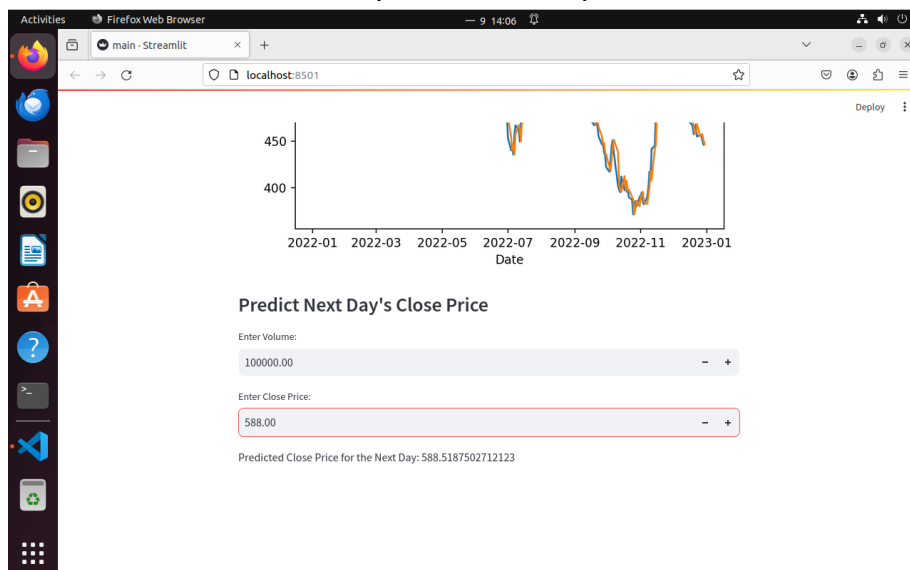 Activities Firefox Web Browser — 9 14:06
main · Streamlit
localhost:8501
Deploy
450
400
2022-01 2022-03 2022-05 2022-07 2022-09 2022-11 2023-01
Date
Predict Next Day's Close Price
Enter Volume:
100000.00
Enter Close Price:
588.00
Predicted Close Price for the Next Day: 588.5187502712123